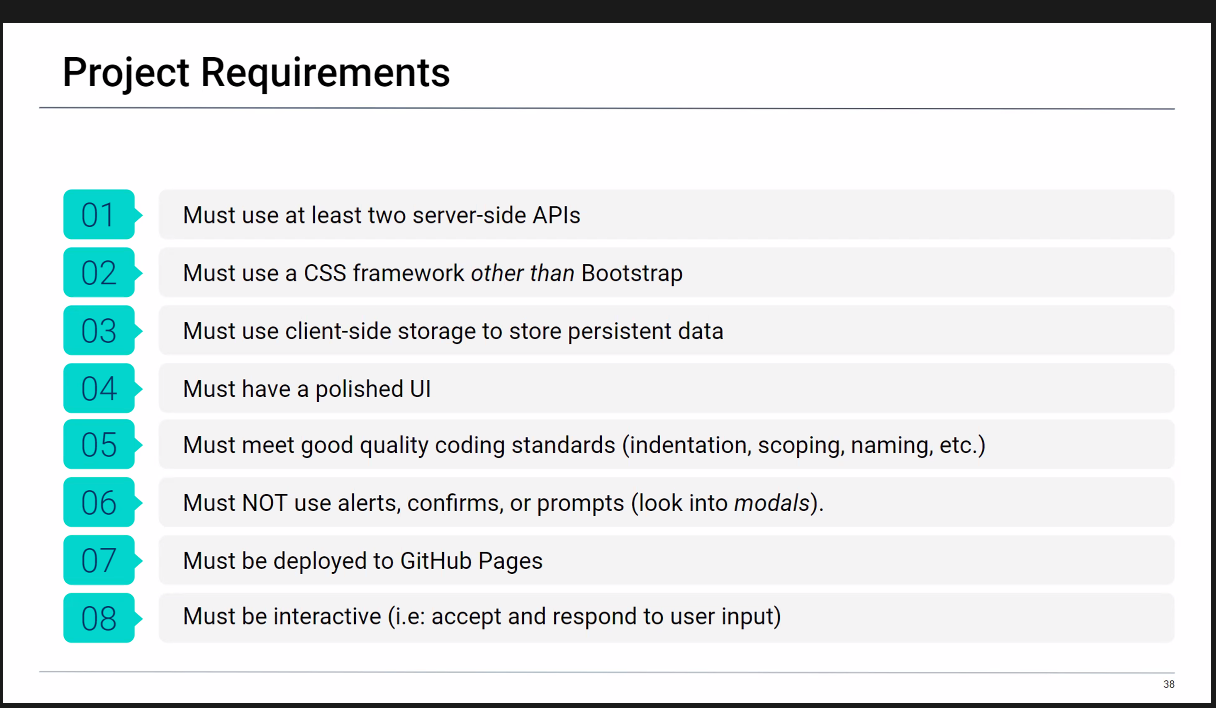 Project Requirements
01 Must use at least two server-side APIs
02 Must use a CSS framework other than Bootstrap
03 Must use client-side storage to store persistent data
04 Must have a polished UI
05 Must meet good quality coding standards (indentation, scoping, naming, etc.)
06 Must NOT use alerts, confirms, or prompts (look into modals).
07 Must be deployed to GitHub Pages
08 Must be interactive (i.e: accept and respond to user input)
38